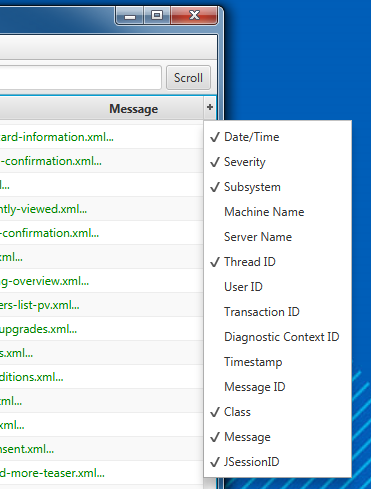 Scroll
Message
+
ard-information.xml...
-confirmation.xml...
l...
ntly-viewed.xml...
-confirmation.xml...
xml...
g-overview.xml...
ers-list-pv.xml...
upgrades.xml...
s.xml...
ditions.xml...
xml...
nsent.xml...
d-more-teaser.xml...
✓ Date/Time
✓ Severity
✓ Subsystem
Machine Name
Server Name
✓ Thread ID
User ID
Transaction ID
Diagnostic Context ID
Timestamp
Message ID
✓ Class
✓ Message
✓ JSessionID